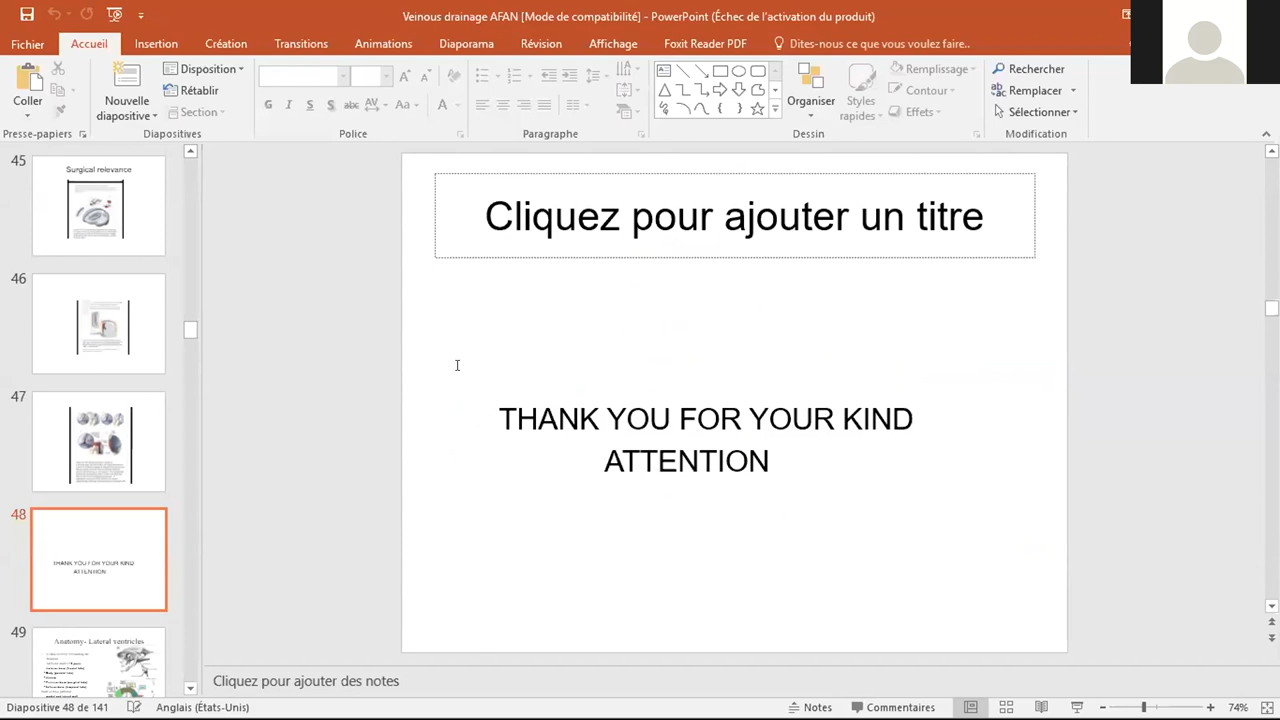 Veinous drainage AFAN [Mode de compatibilité] - PowerPoint (Échec de l'activation du produit)
Fichier Accueil Insertion Création Transitions Animations Diaporama Révision Affichage Foxit Reader PDF Dites-nous ce que vous voulez faire..
Coller
Presse-papiers
Nouvelle diapositive
Disposition
Rétablir
Section
Diapositives
G I S S abc AV Aa A
Police
Paragraphe
Organiser
Styles rapides
Remplissage
Contour
Effets
Dessin
Rechercher
Remplacer
Sélectionner
Modification
45
Surgical relevance
46
47
48
THANK YOU FOR YOUR KIND
ATTENTION
49
Anatomy- Lateral ventricles
Cliquez pour ajouter un titre
THANK YOU FOR YOUR KIND
ATTENTION
Cliquez pour ajouter des notes
Diapositive 48 de 141 Anglais (États-Unis) Notes Commentaires 74%